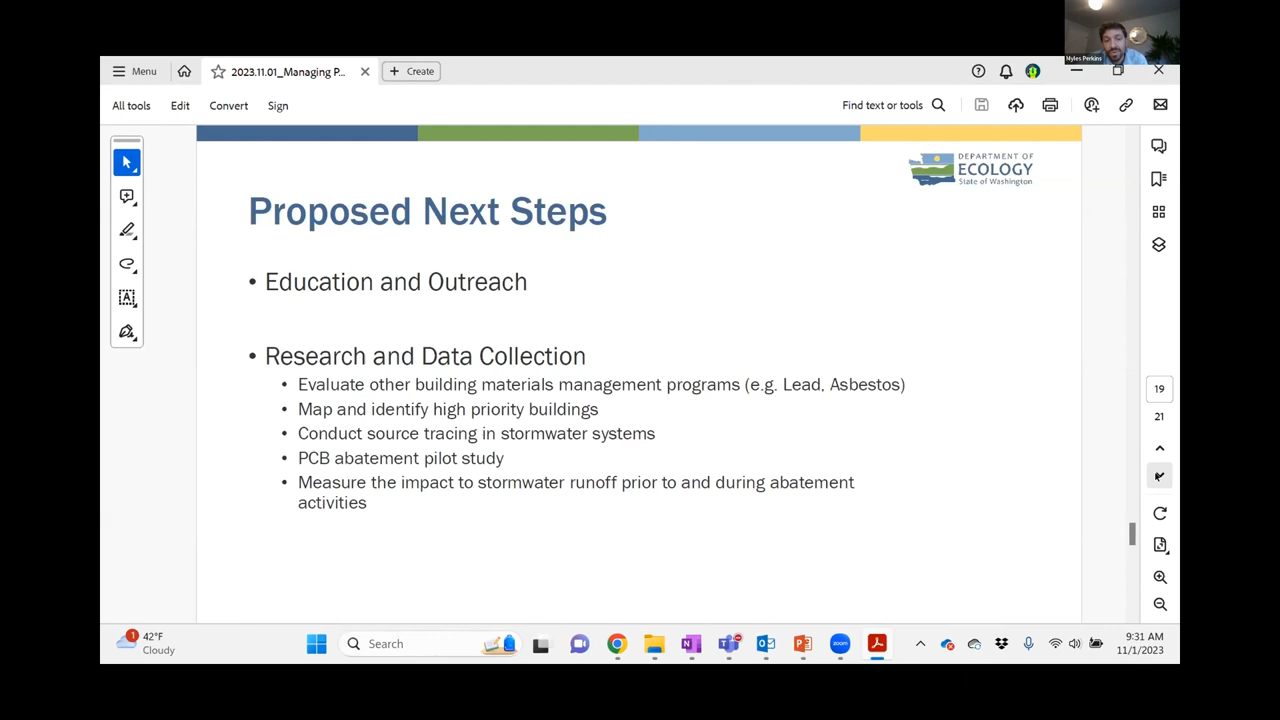 Myles Perkins
Menu
2023.11.01_Managing P...
Create
All tools
Edit
Convert
Sign
Find text or tools
DEPARTMENT OF
ECOLOGY
State of Washington
Proposed Next Steps
• Education and Outreach
• Research and Data Collection
• Evaluate other building materials management programs (e.g. Lead, Asbestos)
• Map and identify high priority buildings
• Conduct source tracing in stormwater systems
• PCB abatement pilot study
• Measure the impact to stormwater runoff prior to and during abatement
activities
19
21
1
42°F
Cloudy
Search
zoom
9:31 AM
11/1/2023